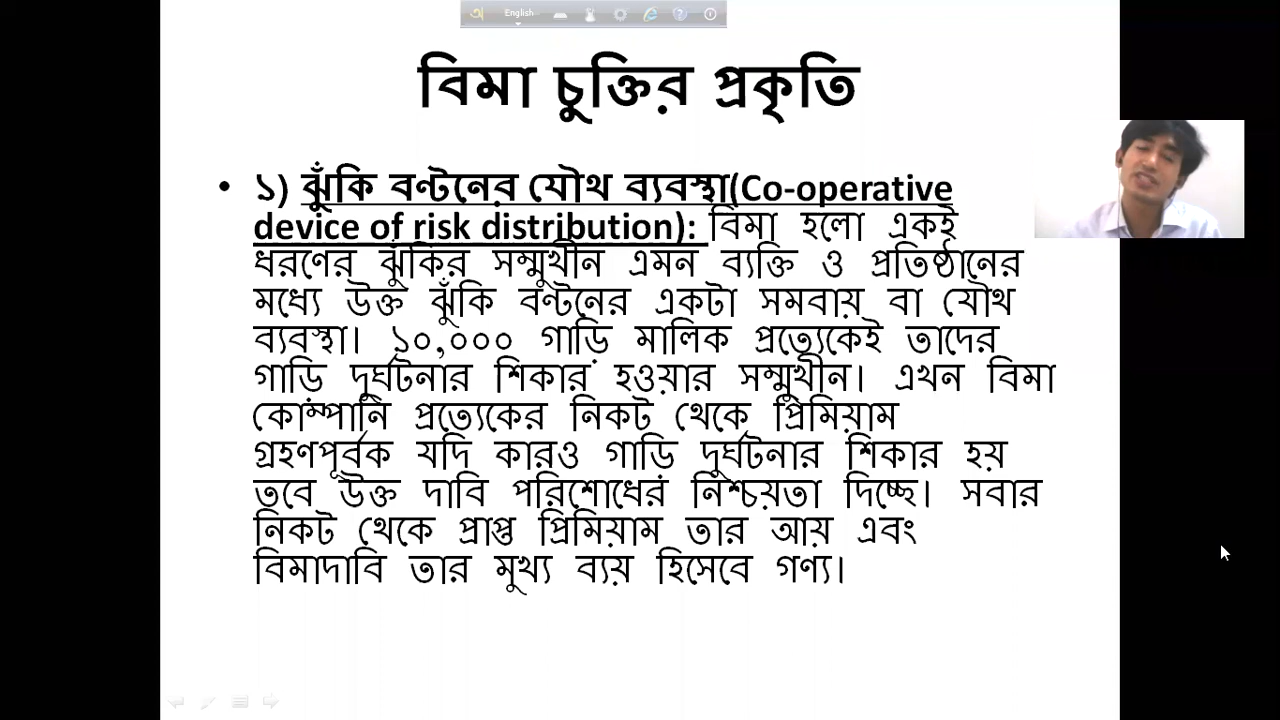 English
বিমা চুক্তির প্রকৃতি
• ১) ঝুঁকি বণ্টনের যৌথ ব্যবস্থা(Co-operative
device of risk distribution): বিমা হলো একই
ধরণের ঝুঁকির সম্মুখীন এমন ব্যক্তি ও প্রতিষ্ঠানের
মধ্যে উক্ত ঝুঁকি বণ্টনের একটা সমবায় বা যৌথ
ব্যবস্থা। ১০,০০০ গাড়ি মালিক প্রত্যেকেই তাদের
গাড়ি দুর্ঘটনার শিকার হওয়ার সম্মুখীন। এখন বিমা
কোম্পানি প্রত্যেকের নিকট থেকে প্রিমিয়াম
গ্রহণপূর্বক যদি কারও গাড়ি দুর্ঘটনার শিকার হয়
তবে উক্ত দাবি পরিশোধের নিশ্চয়তা দিচ্ছে। সবার
নিকট থেকে প্রাপ্ত প্রিমিয়াম তার আয় এবং
বিমাদাবি তার মুখ্য ব্যয় হিসেবে গণ্য।